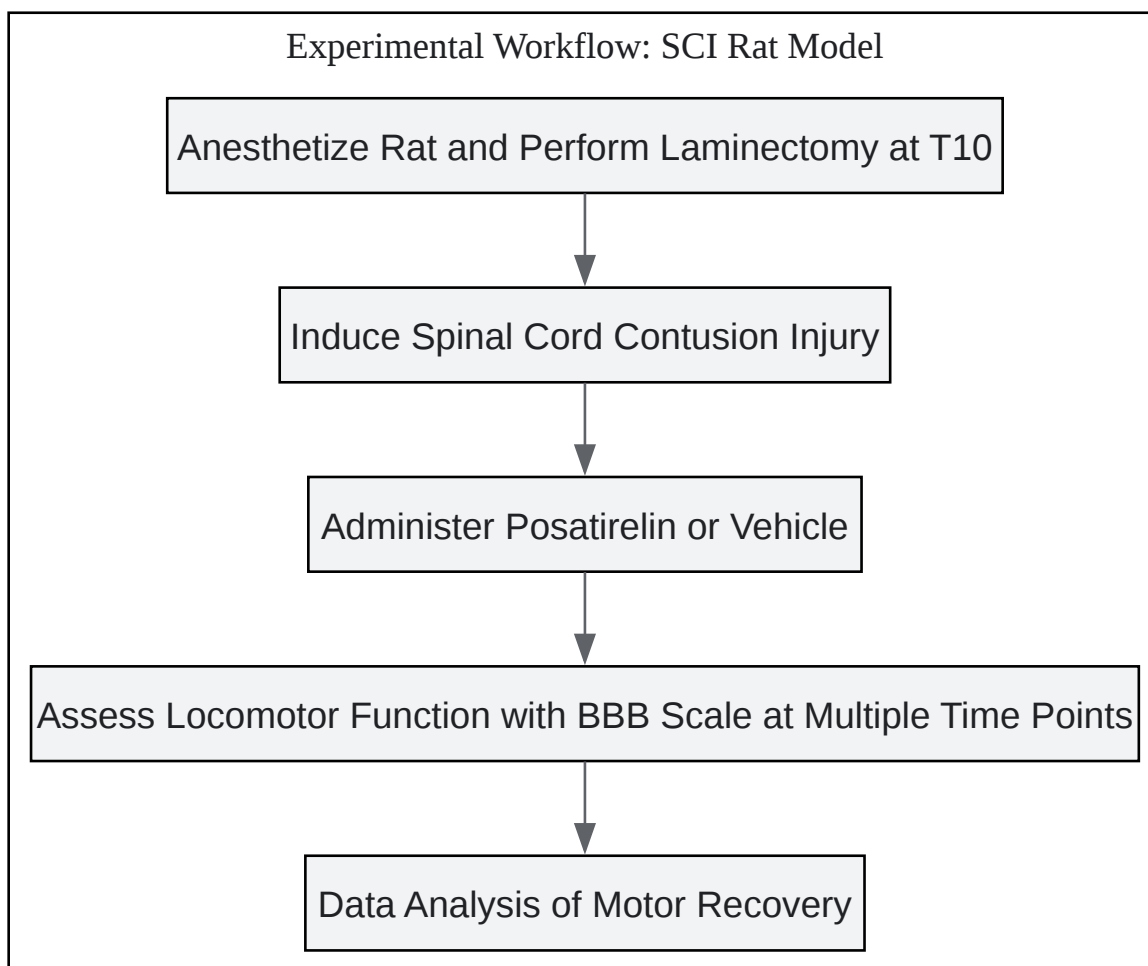 Experimental Workflow: SCI Rat Model
Anesthetize Rat and Perform Laminectomy at T10
Induce Spinal Cord Contusion Injury
Administer Posatirelin or Vehicle
Assess Locomotor Function with BBB Scale at Multiple Time Points
Data Analysis of Motor Recovery